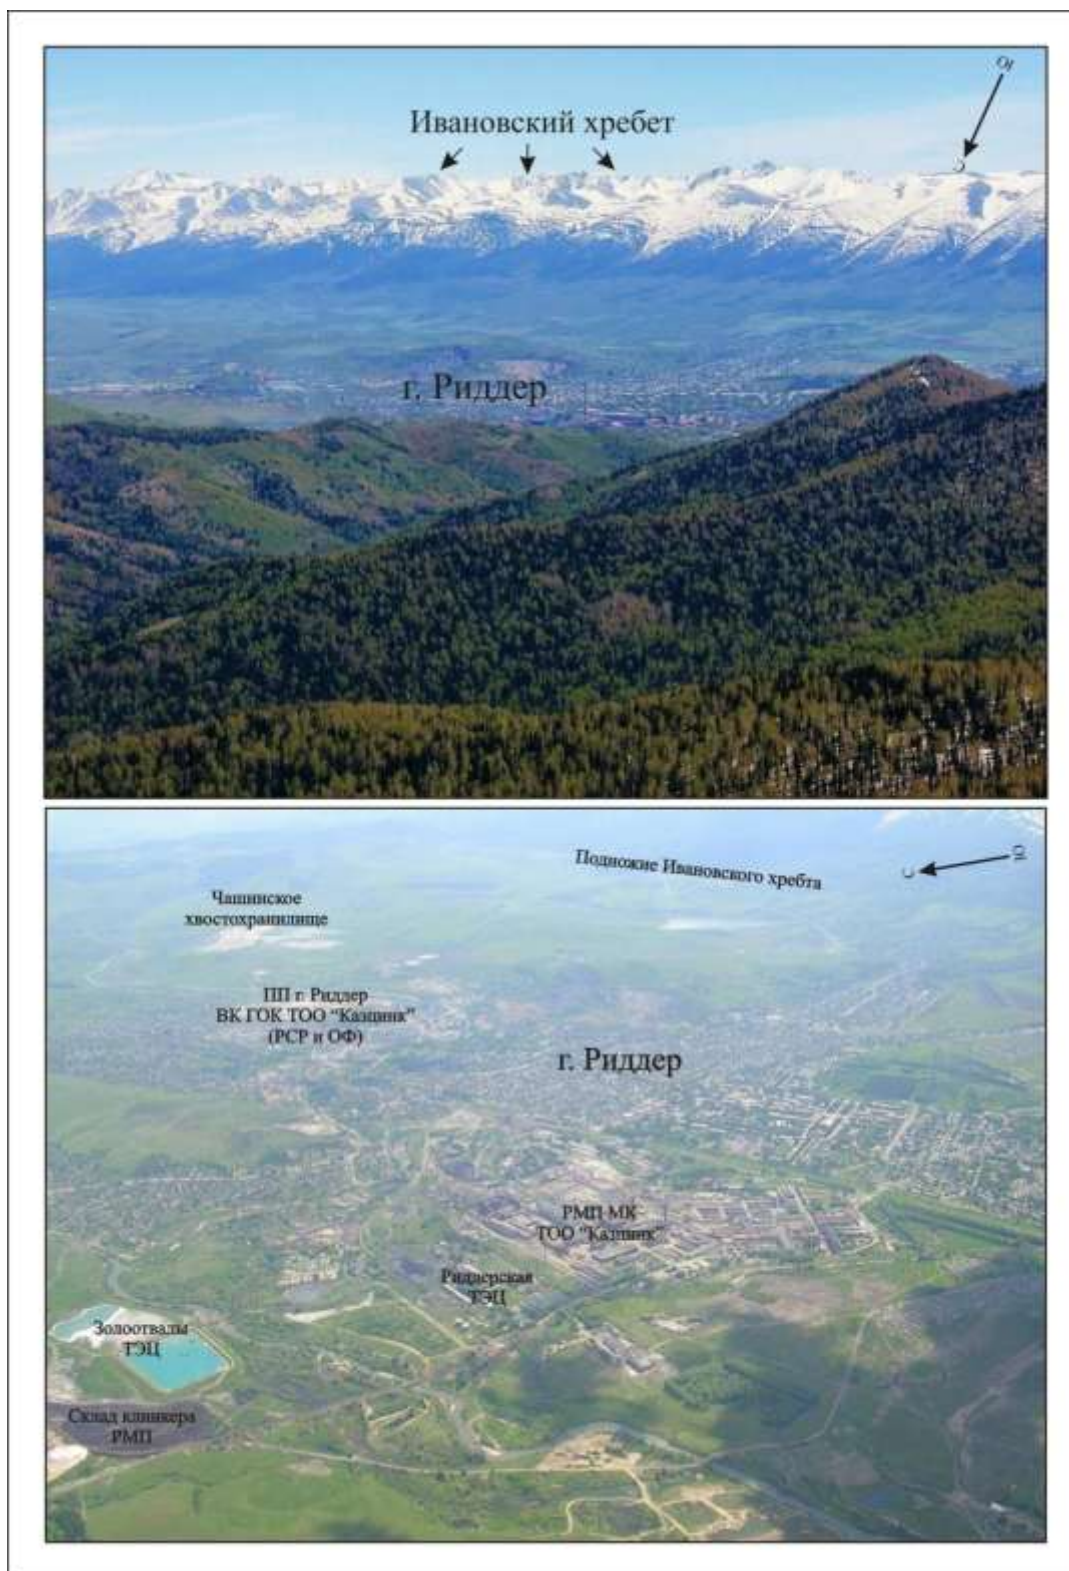 Ю
Ивановский хребет
С
г. Риддер
Подножие Ивановского хребта
Ю
С
Чашинское
хвостохранилище
ПП г. Риддер
ВК ГОК ТОО “Казцинк”
(РСР и ОФ)
г. Риддер
РМП МК
ТОО “Казцинк”
Риддерская
ТЭЦ
Золоотвалы
ТЭЦ
Склад клинкера
РМП